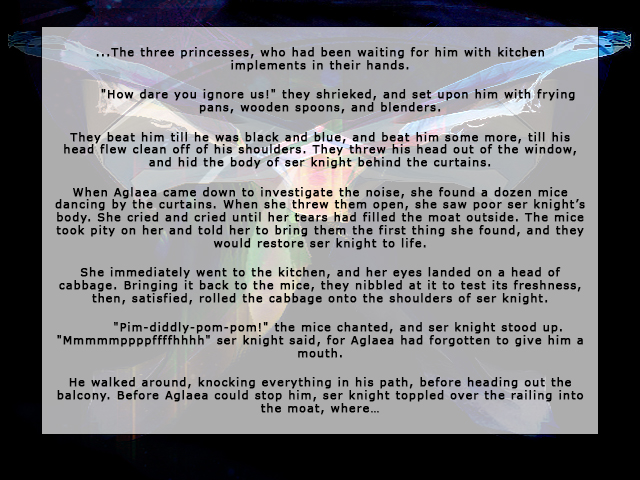 ...The three princesses, who had been waiting for him with kitchen
implements in their hands.
"How dare you ignore us!" they shrieked, and set upon him with frying
pans, wooden spoons, and blenders.
They beat him till he was black and blue, and beat him some more, till his
head flew clean off of his shoulders. They threw his head out of the window,
and hid the body of ser knight behind the curtains.
When Aglaea came down to investigate the noise, she found a dozen mice
dancing by the curtains. When she threw them open, she saw poor ser knight’s
body. She cried and cried until her tears had filled the moat outside. The mice
took pity on her and told her to bring them the first thing she found, and they
would restore ser knight to life.
She immediately went to the kitchen, and her eyes landed on a head of
cabbage. Bringing it back to the mice, they nibbled at it to test its freshness,
then, satisfied, rolled the cabbage onto the shoulders of ser knight.
"Pim-diddly-pom-pom!" the mice chanted, and ser knight stood up.
"Mmmmmppppffffhhhh" ser knight said, for Aglaea had forgotten to give him a
mouth.
He walked around, knocking everything in his path, before heading out the
balcony. Before Aglaea could stop him, ser knight toppled over the railing into
the moat, where…